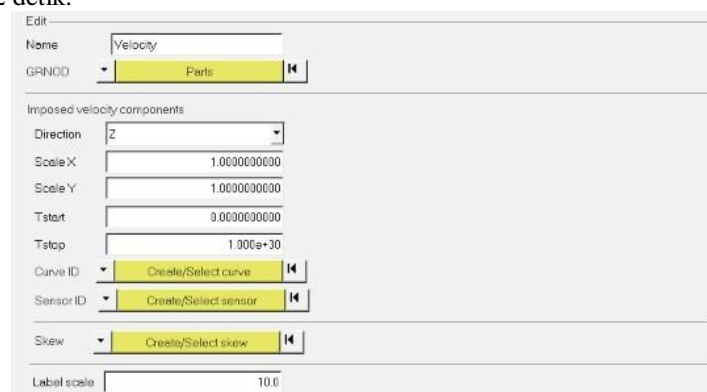 Edit
Name Velocity
GRNOD Parts
Imposed velocity components
Direction Z
Scale X 1.0000000000
Scale Y 1.0000000000
Tstart 0.0000000000
Tstop 1.000e+30
Curve ID Create/Select curve
Sensor ID Create/Select sensor
Skew Create/Select skew
Label scale 10.0